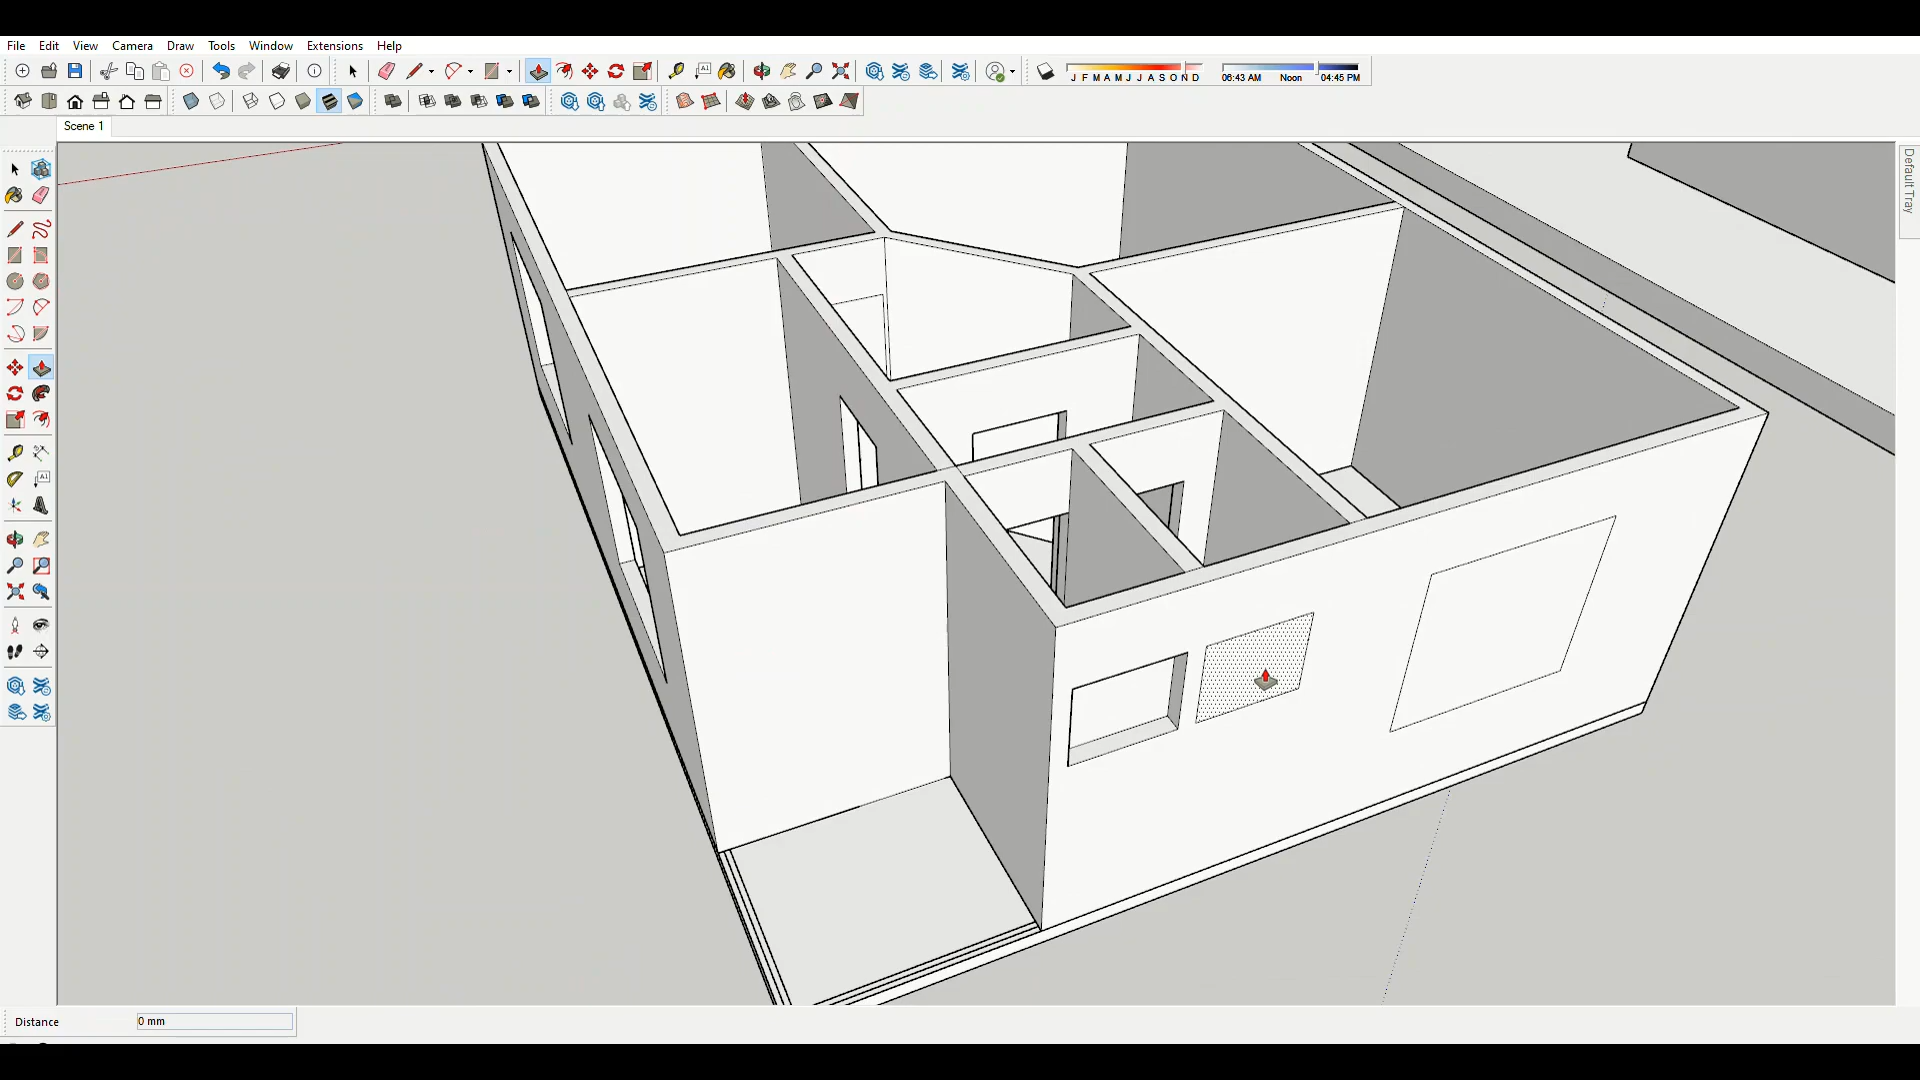 File Edit View Camera Draw Tools Window Extensions Help
J F M A M J J A S O N D 06:43 AM Noon 04:45 PM
Scene 1
Default Tray
Distance 0 mm